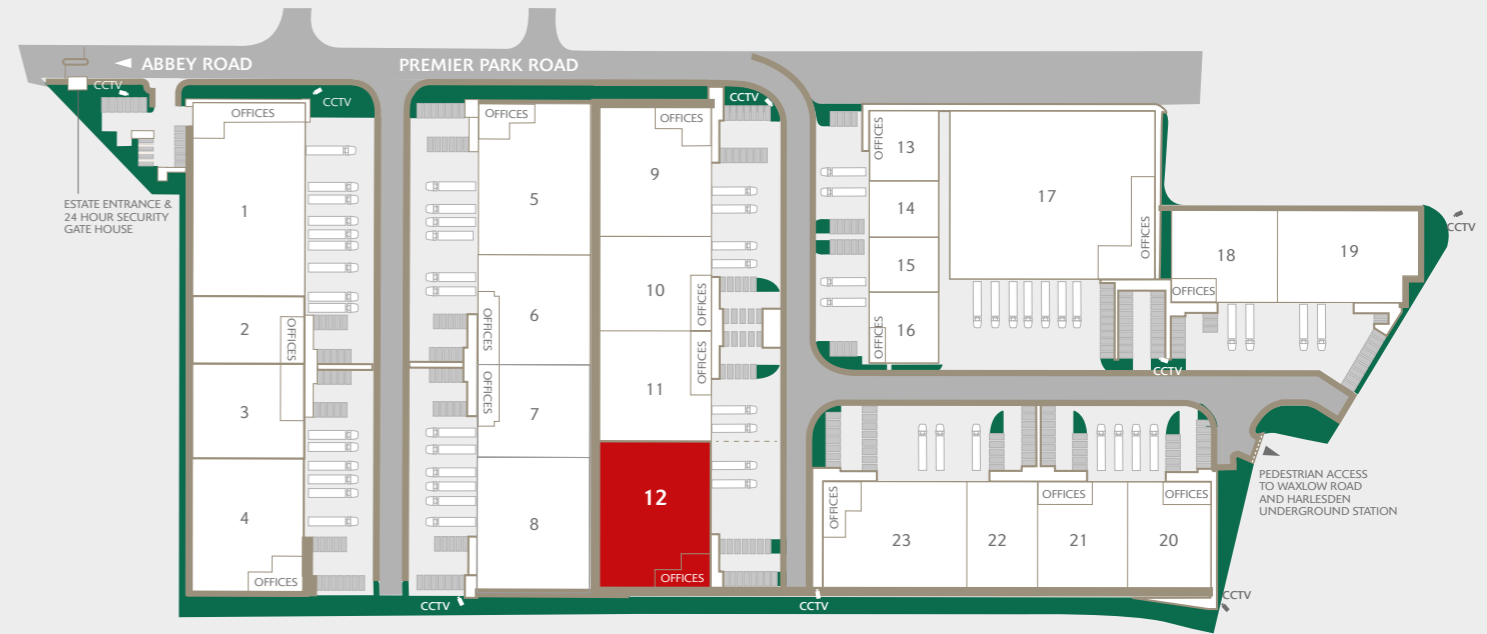 ABBEY ROAD
PREMIER PARK ROAD
CCTV
CCTV
CCTV
ESTATE ENTRANCE &
24 HOUR SECURITY
GATE HOUSE
OFFICES
1
2
OFFICES
3
4
OFFICES
OFFICES
5
6
OFFICES
OFFICES
7
8
OFFICES
9
10
OFFICES
11
OFFICES
12
OFFICES
OFFICES
13
14
15
16
OFFICES
17
OFFICES
18
OFFICES
19
CCTV
CCTV
OFFICES
23
22
OFFICES
21
OFFICES
20
PEDESTRIAN ACCESS
TO WAXLOW ROAD
AND HARLESDEN
UNDERGROUND STATION
CCTV
CCTV
CCTV